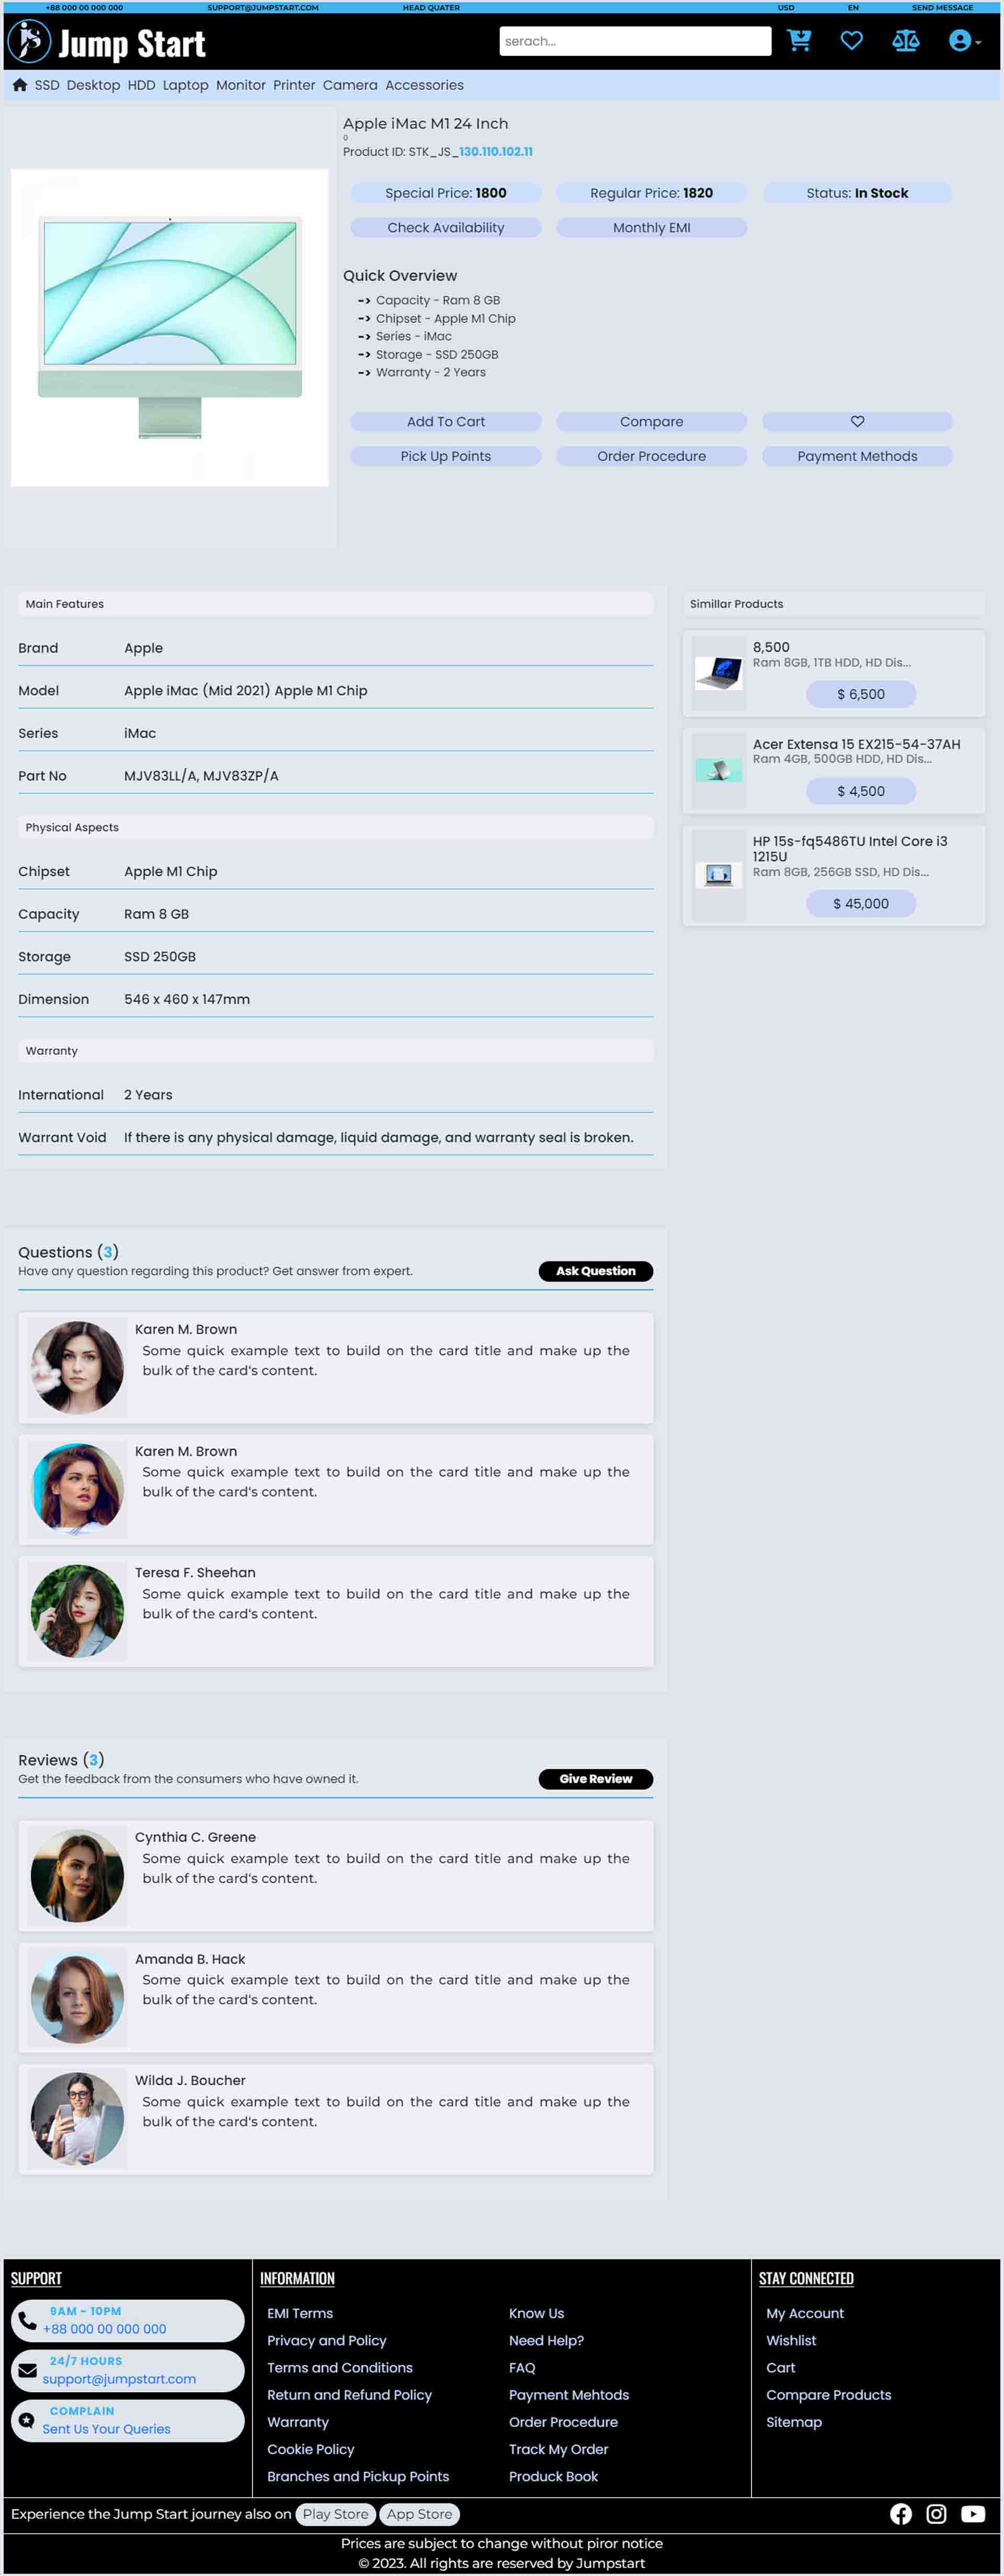 +88 000 00 000 000 SUPPORT@JUMPSTART.COM HEAD QUATER USD EN SEND MESSAGE
Jump Start
serach...
SSD Desktop HDD Laptop Monitor Printer Camera Accessories
Apple iMac M1 24 Inch
0
Product ID: STK_JS_130.110.102.11
Special Price: 1800 Regular Price: 1820 Status: In Stock
Check Availability Monthly EMI
Quick Overview
-> Capacity - Ram 8 GB
-> Chipset - Apple M1 Chip
-> Series - iMac
-> Storage - SSD 250GB
-> Warranty - 2 Years
Add To Cart Compare
Pick Up Points Order Procedure Payment Methods
Main Features
Brand Apple
Model Apple iMac (Mid 2021) Apple M1 Chip
Series iMac
Part No MJV83LL/A, MJV83ZP/A
Physical Aspects
Chipset Apple M1 Chip
Capacity Ram 8 GB
Storage SSD 250GB
Dimension 546 x 460 x 147mm
Warranty
International 2 Years
Warrant Void If there is any physical damage, liquid damage, and warranty seal is broken.
Simillar Products
8,500
Ram 8GB, 1TB HDD, HD Dis...
$ 6,500
Acer Extensa 15 EX215-54-37AH
Ram 4GB, 500GB HDD, HD Dis...
$ 4,500
HP 15s-fq5486TU Intel Core i3
1215U
Ram 8GB, 256GB SSD, HD Dis...
$ 45,000
Questions (3)
Have any question regarding this product? Get answer from expert.
Ask Question
Karen M. Brown
Some quick example text to build on the card title and make up the
bulk of the card's content.
Karen M. Brown
Some quick example text to build on the card title and make up the
bulk of the card's content.
Teresa F. Sheehan
Some quick example text to build on the card title and make up the
bulk of the card's content.
Reviews (3)
Get the feedback from the consumers who have owned it.
Give Review
Cynthia C. Greene
Some quick example text to build on the card title and make up the
bulk of the card's content.
Amanda B. Hack
Some quick example text to build on the card title and make up the
bulk of the card's content.
Wilda J. Boucher
Some quick example text to build on the card title and make up the
bulk of the card's content.
SUPPORT
9AM - 10PM
+88 000 00 000 000
24/7 HOURS
support@jumpstart.com
COMPLAIN
Sent Us Your Queries
INFORMATION
EMI Terms
Privacy and Policy
Terms and Conditions
Return and Refund Policy
Warranty
Cookie Policy
Branches and Pickup Points
Know Us
Need Help?
FAQ
Payment Mehtods
Order Procedure
Track My Order
Produck Book
STAY CONNECTED
My Account
Wishlist
Cart
Compare Products
Sitemap
Experience the Jump Start journey also on Play Store App Store
Prices are subject to change without piror notice
© 2023. All rights are reserved by Jumpstart